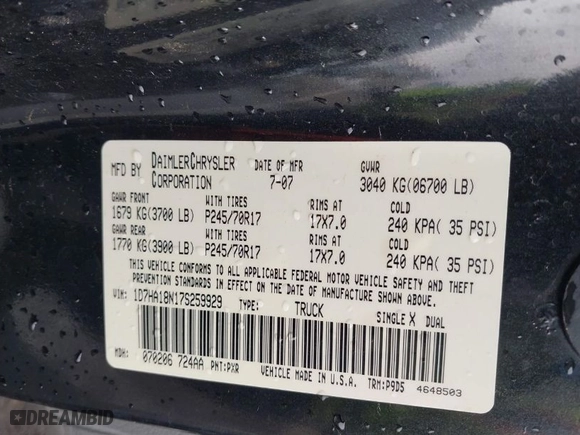 MFD BY DAIMLERCHRYSLER CORPORATION DATE OF MFR 7-07 GVWR 3040 KG(06700 LB)
GAWR FRONT WITH TIRES RIMS AT COLD
1679 KG(3700 LB) P245/70R17 17X7.0 240 KPA( 35 PSI)
GAWR REAR WITH TIRES RIMS AT COLD
1770 KG(3900 LB) P245/70R17 17X7.0 240 KPA( 35 PSI)
THIS VEHICLE CONFORMS TO ALL APPLICABLE FEDERAL MOTOR VEHICLE SAFETY AND THEFT
PREVENTION STANDARDS IN EFFECT ON THE DATE OF MANUFACTURE SHOWN ABOVE.
VIN: 1D7HA18N17S259929 TYPE: TRUCK SINGLE X DUAL
MDH: 070206 724AA PNT:PXR VEHICLE MADE IN U.S.A. TRM:P9D5 4648503
DREAMBID